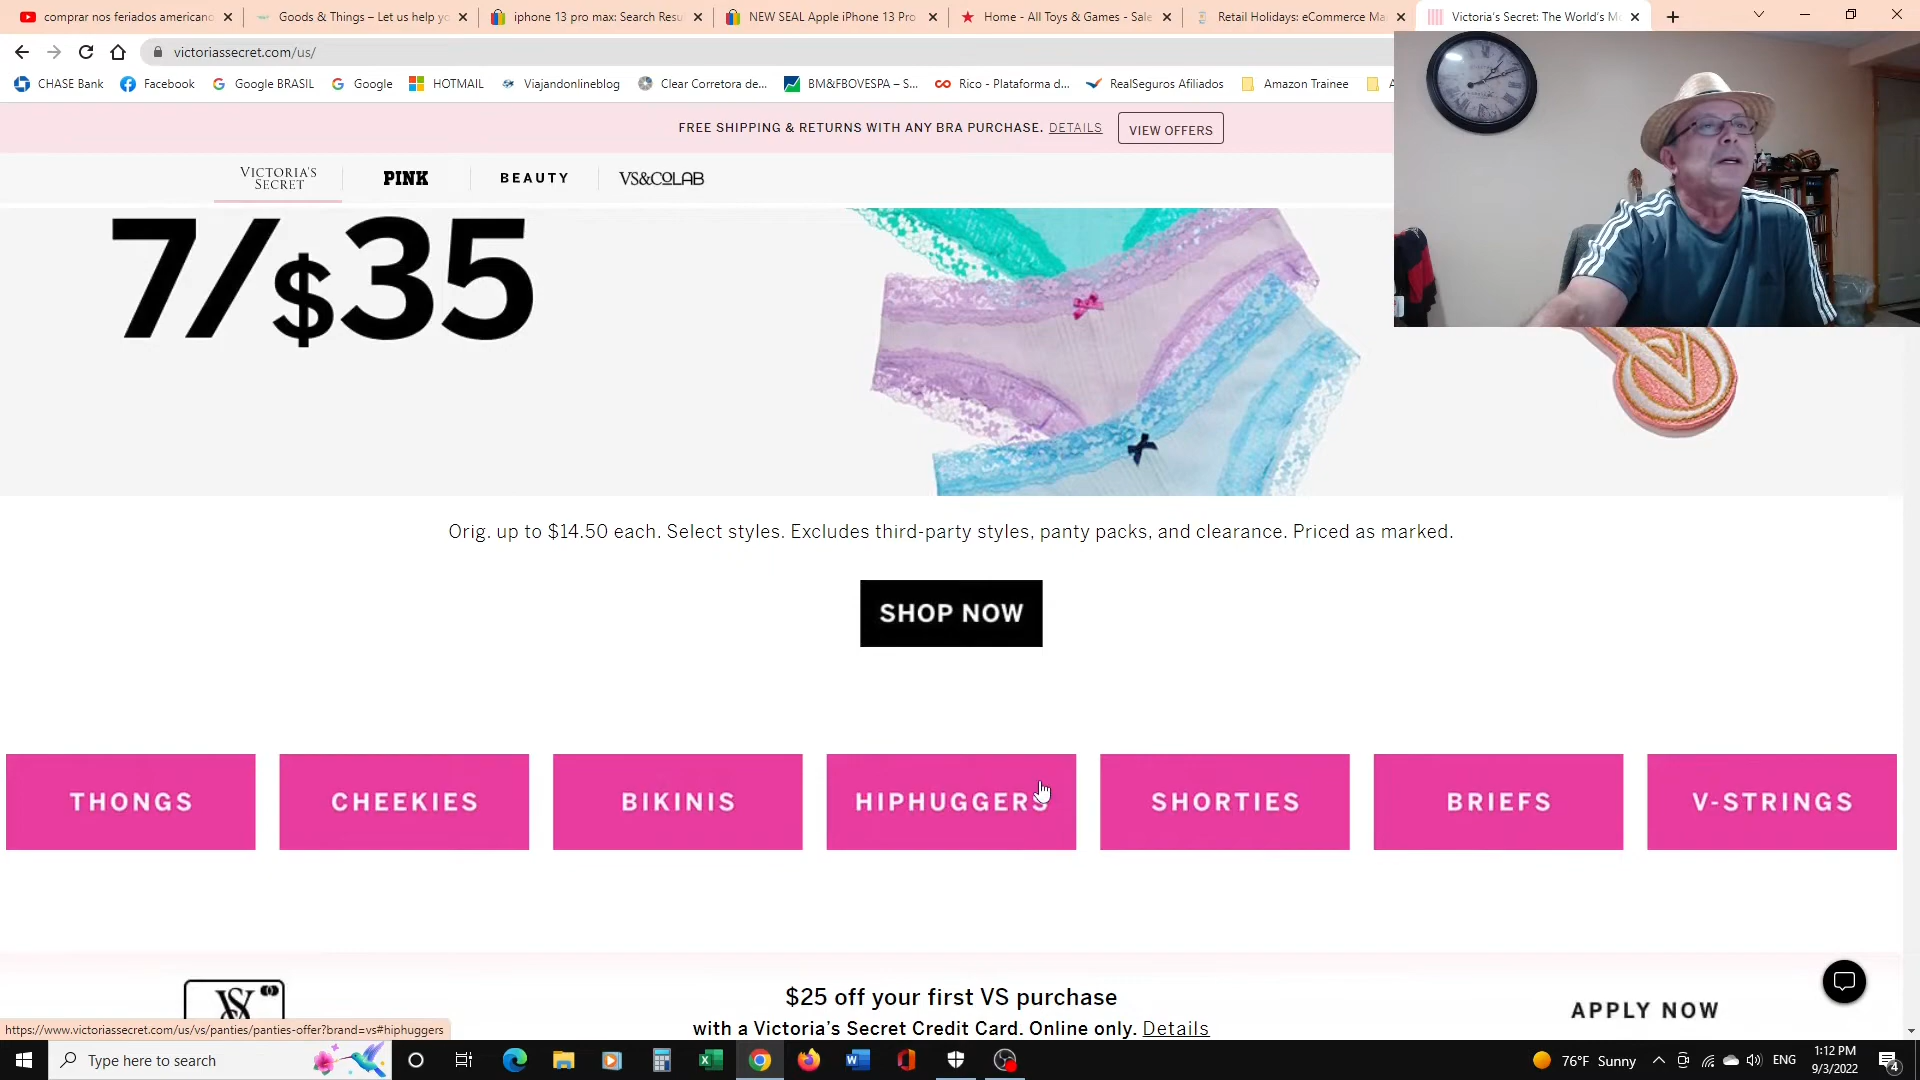 comprar nos feriados american
Goods & Things – Let us help yo
iphone 13 pro max: Search Resu
NEW SEAL Apple iPhone 13 Pro
Home - All Toys & Games - Sale
Retail Holidays: eCommerce Ma
Victoria's Secret: The World's M
victoriassecret.com/us/
CHASE Bank
Facebook
Google BRASIL
Google
HOTMAIL
Viajandonlineblog
Clear Corretora de...
BM&FBOVESPA – S...
Rico - Plataforma d...
RealSeguros Afiliados
Amazon Trainee
FREE SHIPPING & RETURNS WITH ANY BRA PURCHASE. DETAILS
VIEW OFFERS
VICTORIA'S
SECRET
PINK
BEAUTY
VS&COLAB
7/$35
Orig. up to $14.50 each. Select styles. Excludes third-party styles, panty packs, and clearance. Priced as marked.
SHOP NOW
THONGS
CHEEKIES
BIKINIS
HIPHUGGERS
SHORTIES
BRIEFS
V-STRINGS
VS
$25 off your first VS purchase
with a Victoria's Secret Credit Card. Online only. Details
APPLY NOW
https://www.victoriassecret.com/us/vs/panties/panties-offer?brand=vs#hiphuggers
Type here to search
76°F Sunny
ENG
1:12 PM
9/3/2022
4